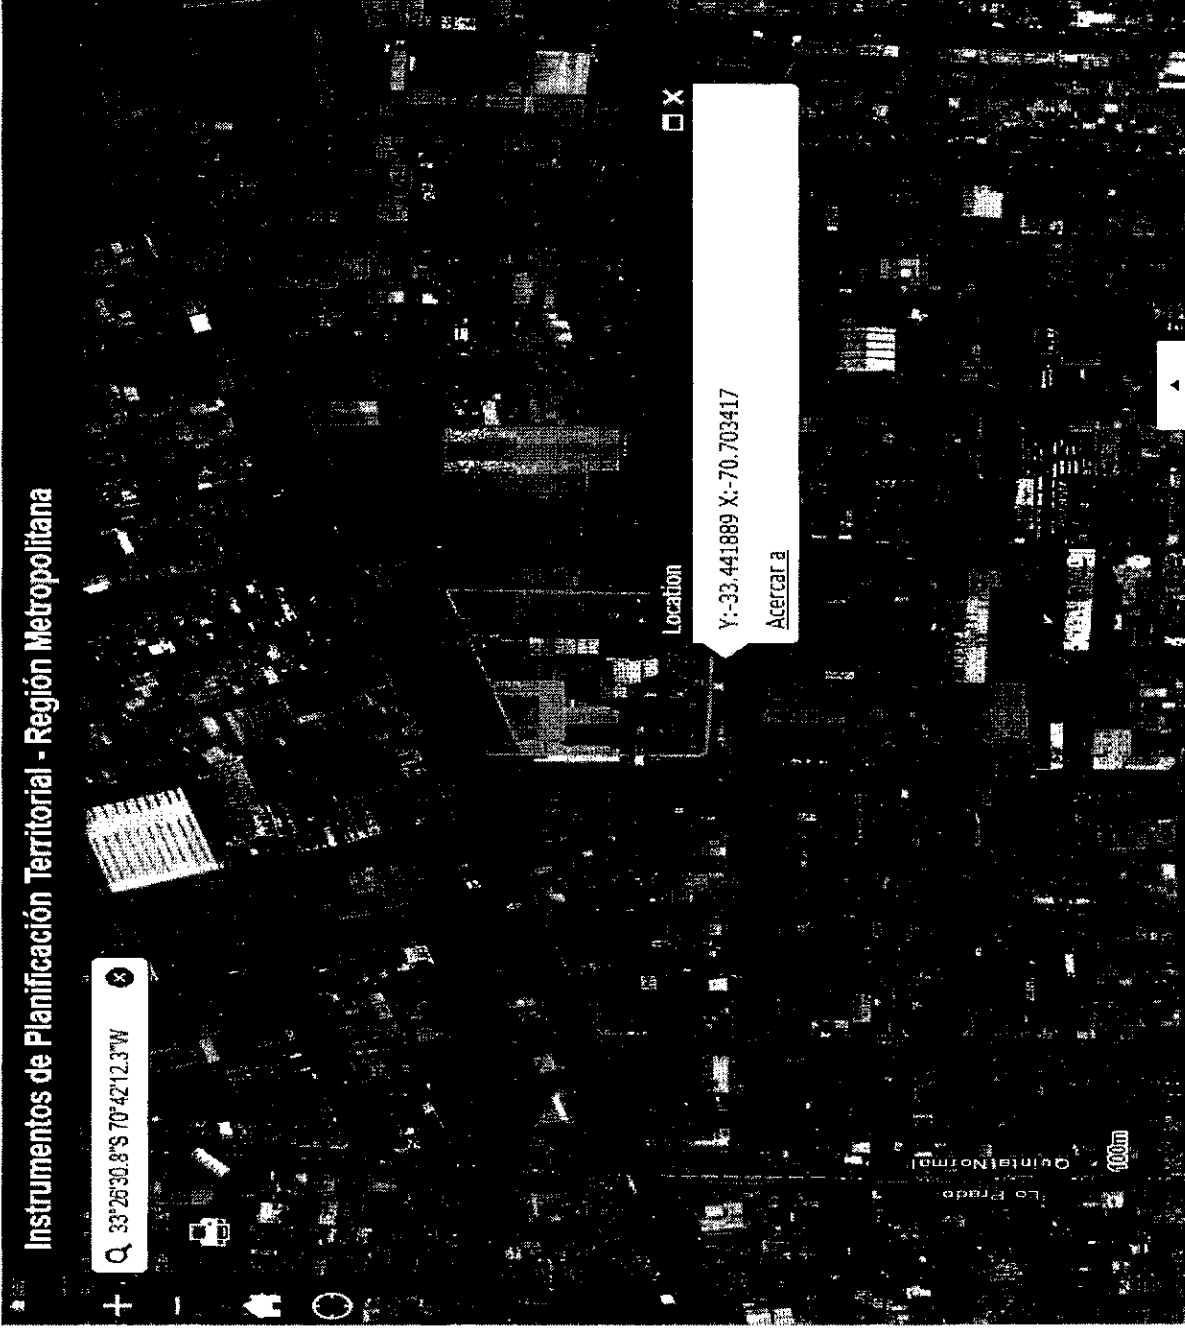 Instrumentos de Planificación Territorial - Región Metropolitana
33°26'30.8"S 70°42'12.3"W
Location
Y:-33.441889 X:-70.703417
Acercar a
Quinta Normal
Lo Prado
100m